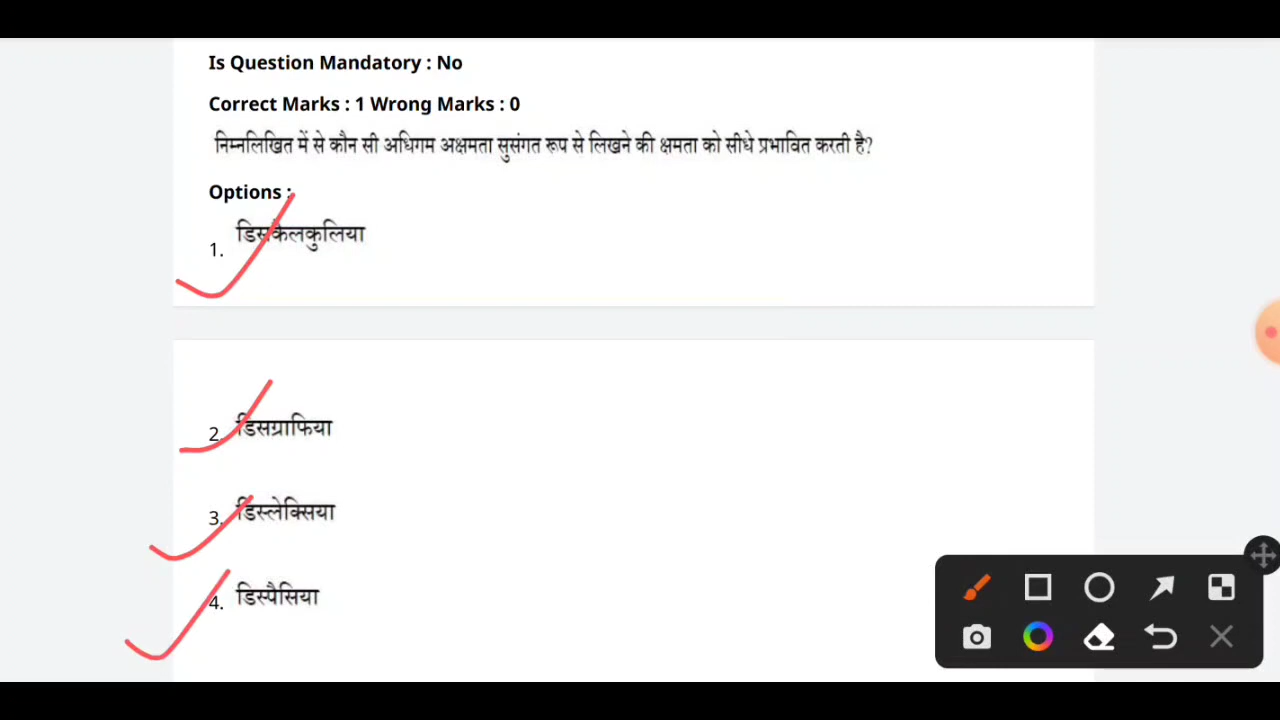 Is Question Mandatory : No
Correct Marks : 1 Wrong Marks : 0
निम्नलिखित में से कौन सी अधिगम अक्षमता सुसंगत रूप से लिखने की क्षमता को सीधे प्रभावित करती है?
Options :
1. डिसकैलकुलिया
2. डिसग्राफिया
3. डिस्लेक्सिया
4. डिस्पैसिया